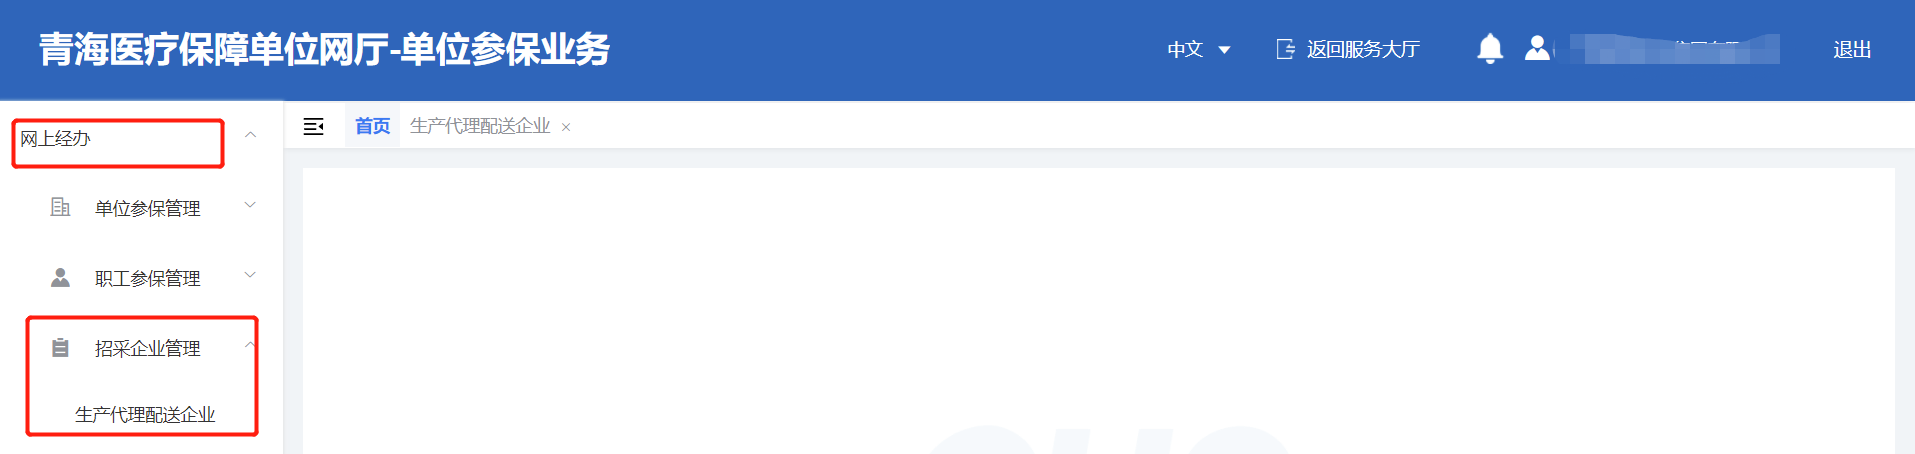 青海医疗保障单位网厅-单位参保业务
中文
返回服务大厅
退出
网上经办
首页
生产代理配送企业
单位参保管理
职工参保管理
招采企业管理
生产代理配送企业